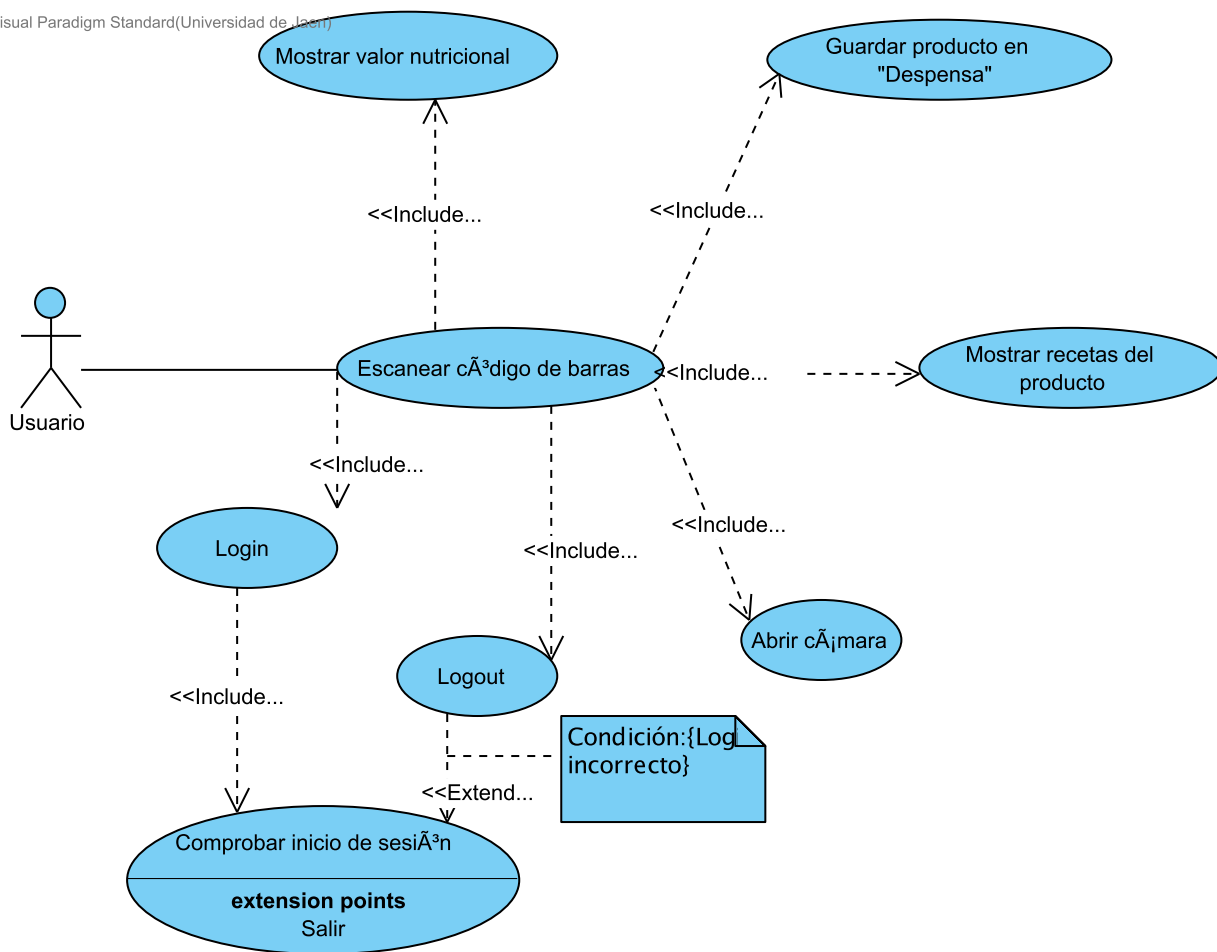 isual Paradigm Standard(Universidad de Jaen)
Mostrar valor nutricional
Guardar producto en
"Despensa"
<<Include...
<<Include...
Escanear cÃ³digo de barras
<<Include...
Mostrar recetas del
producto
Usuario
<<Include...
<<Include...
<<Include...
Login
Abrir cÃ¡mara
Logout
<<Include...
Condición:{Logi
incorrecto}
<<Extend...
Comprobar inicio de sesiÃ³n
extension points
Salir